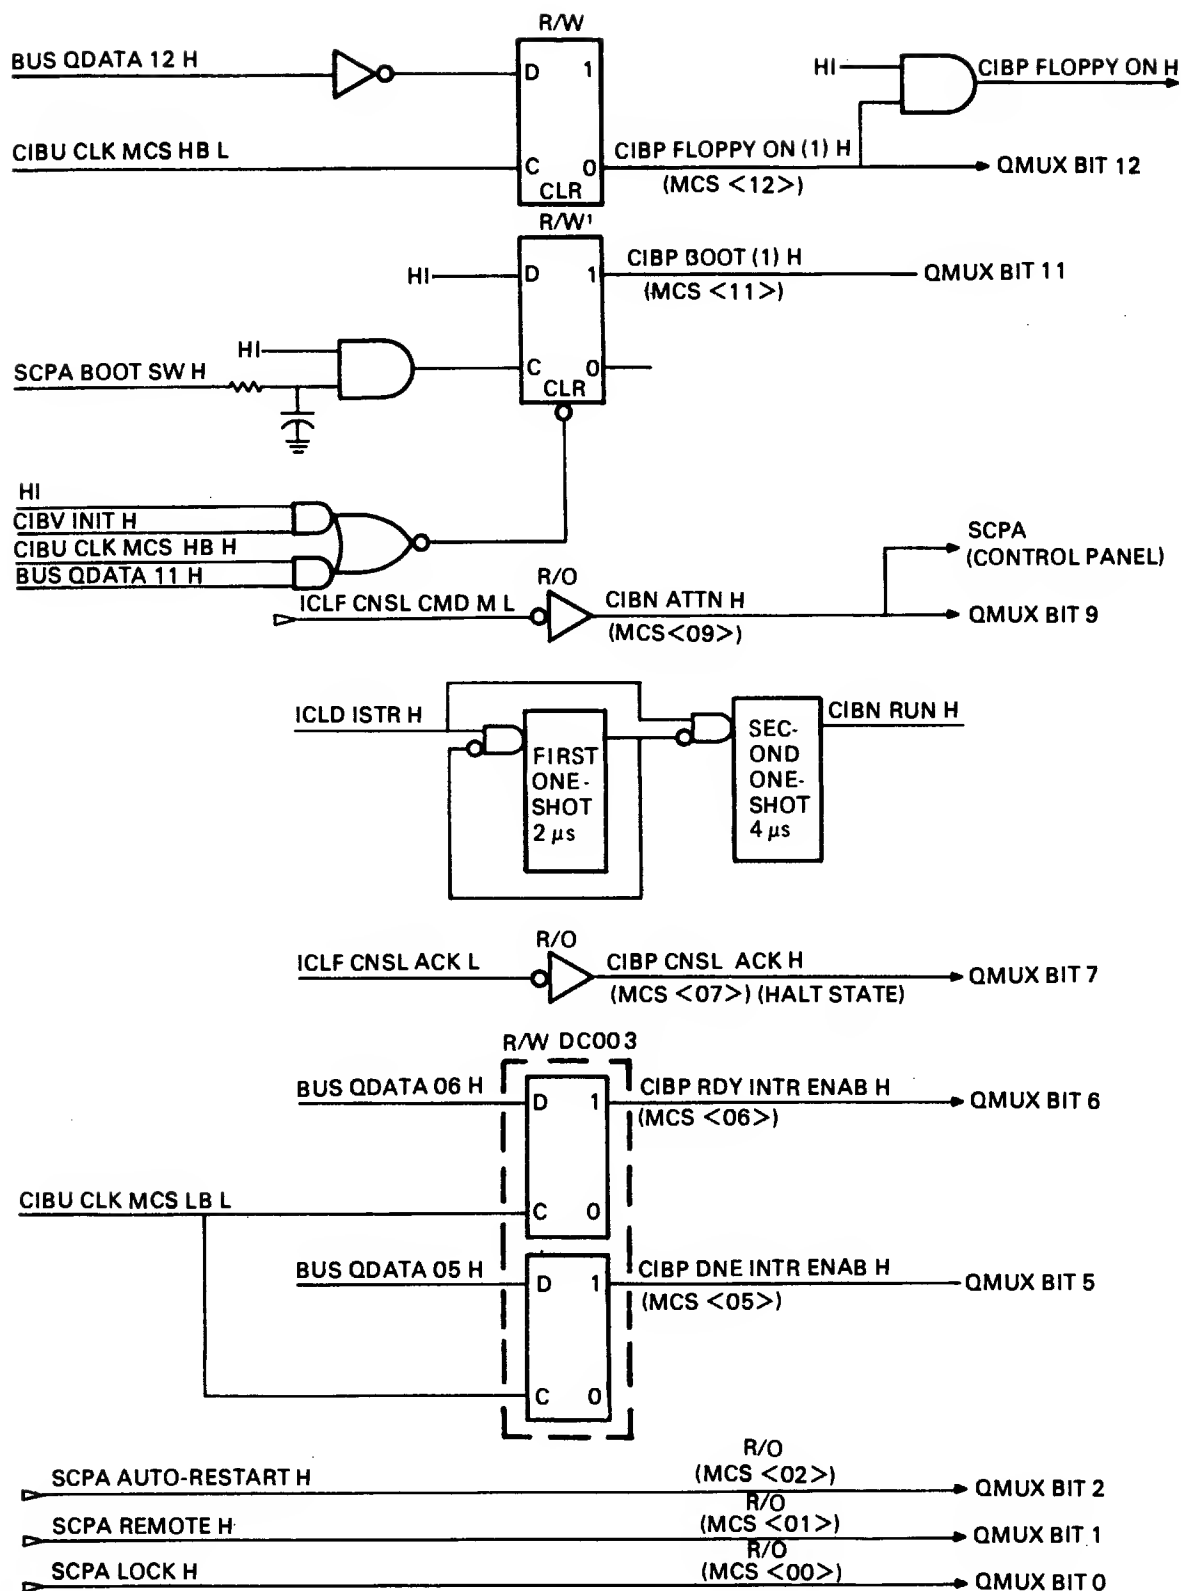 R/W
BUS QDATA 12 H
D 1
HI
CIBP FLOPPY ON H
CIBU CLK MCS HB L
C 0
CLR
CIBP FLOPPY ON (1) H
(MCS <12>)
QMUX BIT 12
R/W¹
HI
D 1
CIBP BOOT (1) H
(MCS <11>)
QMUX BIT 11
HI
SCPA BOOT SW H
C 0
CLR
HI
CIBV INIT H
CIBU CLK MCS HB H
BUS QDATA 11 H
SCPA
(CONTROL PANEL)
R/O
ICLF CNSL CMD M L
CIBN ATTN H
(MCS<09>)
QMUX BIT 9
ICLD ISTR H
FIRST
ONE-
SHOT
2 μs
SEC-
OND
ONE-
SHOT
4 μs
CIBN RUN H
R/O
ICLF CNSL ACK L
CIBP CNSL ACK H
(MCS <07>) (HALT STATE)
QMUX BIT 7
R/W DC003
BUS QDATA 06 H
D 1
CIBP RDY INTR ENAB H
(MCS <06>)
QMUX BIT 6
CIBU CLK MCS LB L
C 0
BUS QDATA 05 H
D 1
CIBP DNE INTR ENAB H
(MCS <05>)
QMUX BIT 5
C 0
SCPA AUTO-RESTART H
R/O
(MCS <02>)
QMUX BIT 2
SCPA REMOTE H
R/O
(MCS <01>)
QMUX BIT 1
SCPA LOCK H
R/O
(MCS <00>)
QMUX BIT 0